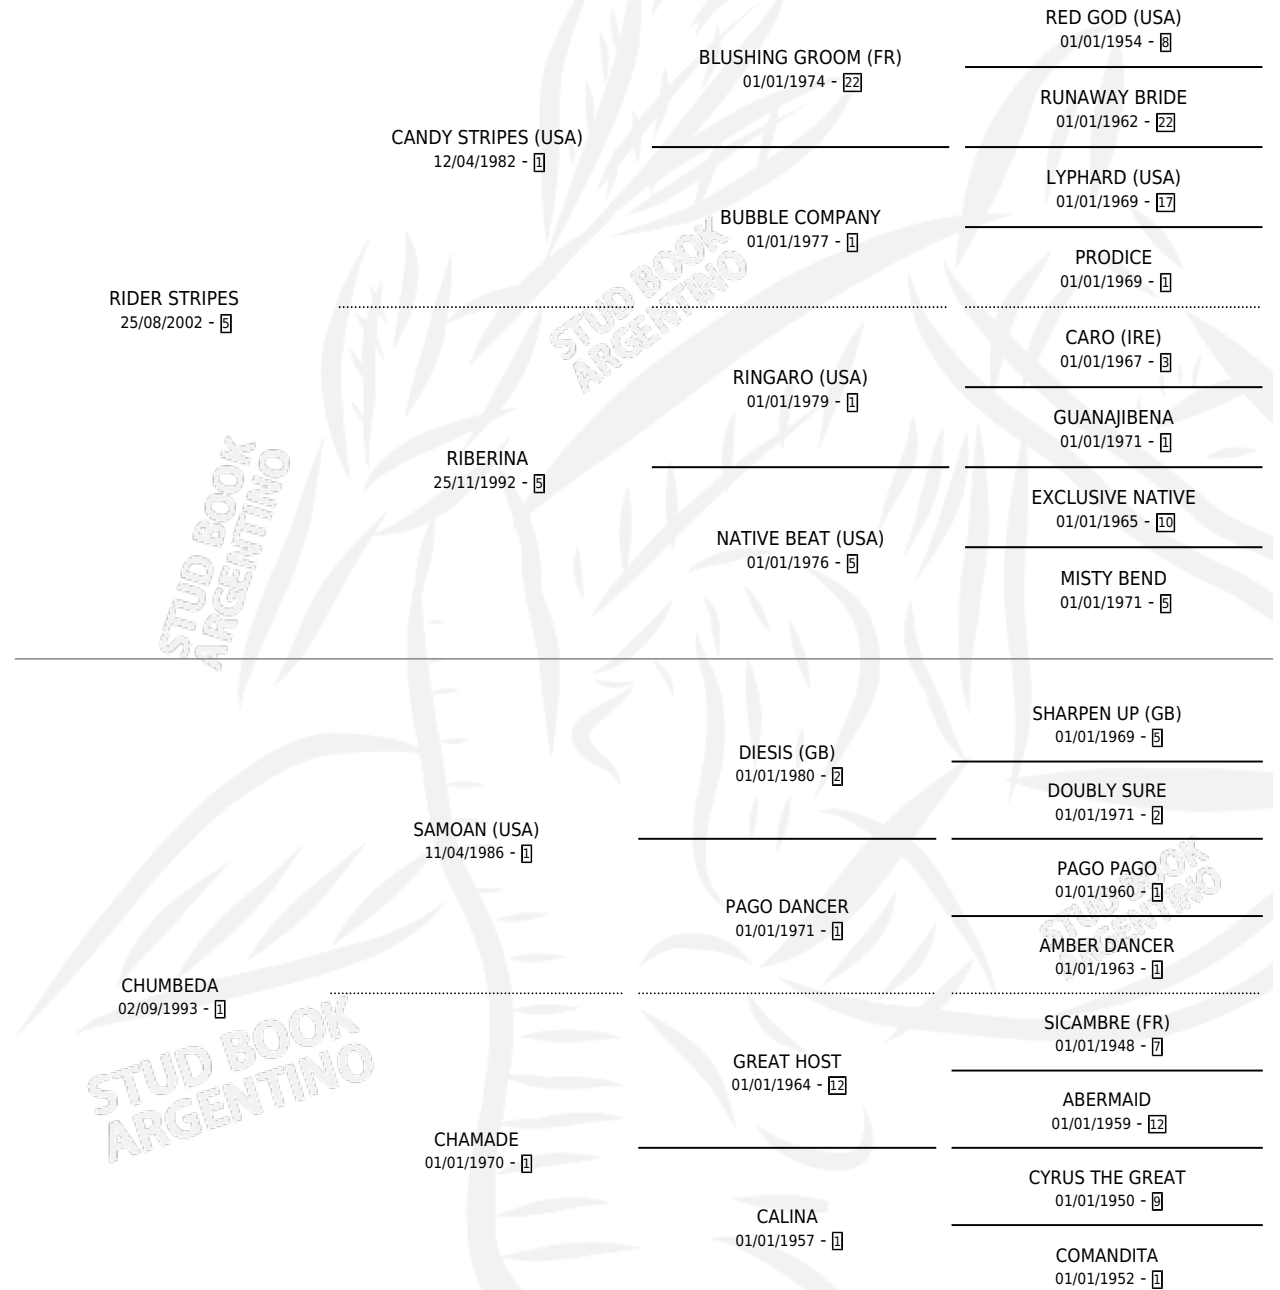 RED GOD (USA)
01/01/1954 - 8
BLUSHING GROOM (FR)
01/01/1974 - 22
RUNAWAY BRIDE
01/01/1962 - 22
CANDY STRIPES (USA)
12/04/1982 - 1
LYPHARD (USA)
01/01/1969 - 17
BUBBLE COMPANY
01/01/1977 - 1
PRODICE
01/01/1969 - 1
RIDER STRIPES
25/08/2002 - 5
STUD BOOK
ARGENTINO
CARO (IRE)
01/01/1967 - 3
RINGARO (USA)
01/01/1979 - 1
GUANAJIBENA
01/01/1971 - 1
RIBERINA
25/11/1992 - 5
EXCLUSIVE NATIVE
01/01/1965 - 10
NATIVE BEAT (USA)
01/01/1976 - 5
MISTY BEND
01/01/1971 - 5
STUD BOOK
ARGENTINO
SHARPEN UP (GB)
01/01/1969 - 5
DIESIS (GB)
01/01/1980 - 2
DOUBLY SURE
01/01/1971 - 2
SAMOAN (USA)
11/04/1986 - 1
PAGO PAGO
01/01/1960 - 1
PAGO DANCER
01/01/1971 - 1
STUD BOOK
ARGENTINO
AMBER DANCER
01/01/1963 - 1
CHUMBEDA
02/09/1993 - 1
SICAMBRE (FR)
01/01/1948 - 7
GREAT HOST
01/01/1964 - 12
STUD BOOK
ARGENTINO
ABERMAID
01/01/1959 - 12
CHAMADE
01/01/1970 - 1
CYRUS THE GREAT
01/01/1950 - 9
CALINA
01/01/1957 - 1
COMANDITA
01/01/1952 - 1